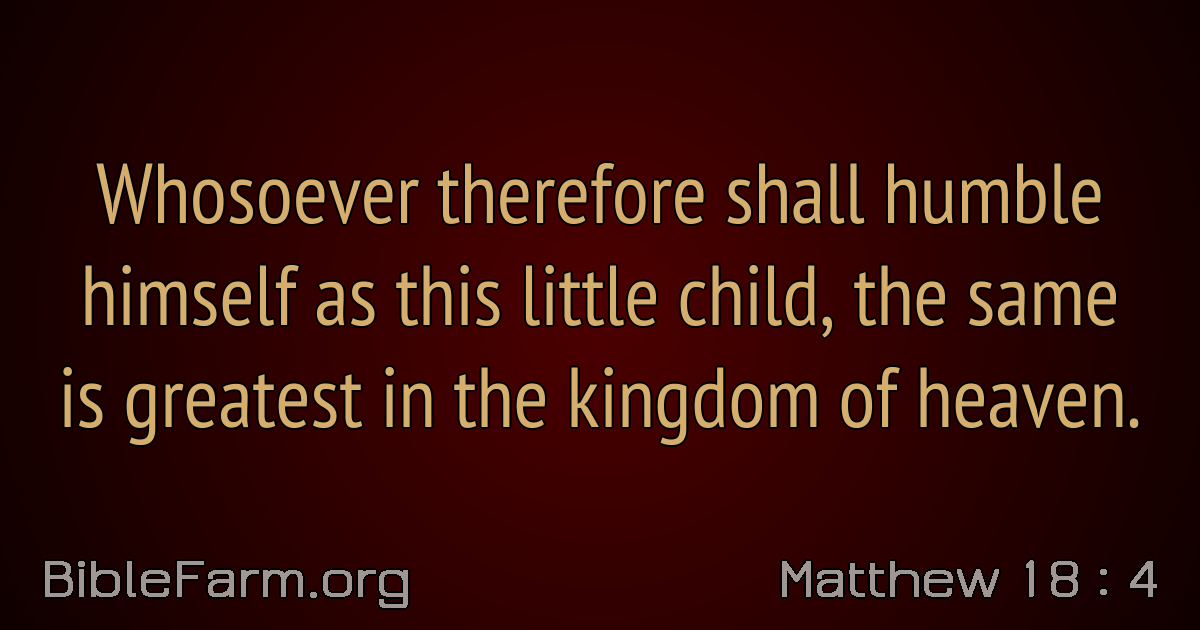 Whosoever therefore shall humble
himself as this little child, the same
is greatest in the kingdom of heaven.
BibleFarm.org
Matthew 18 : 4